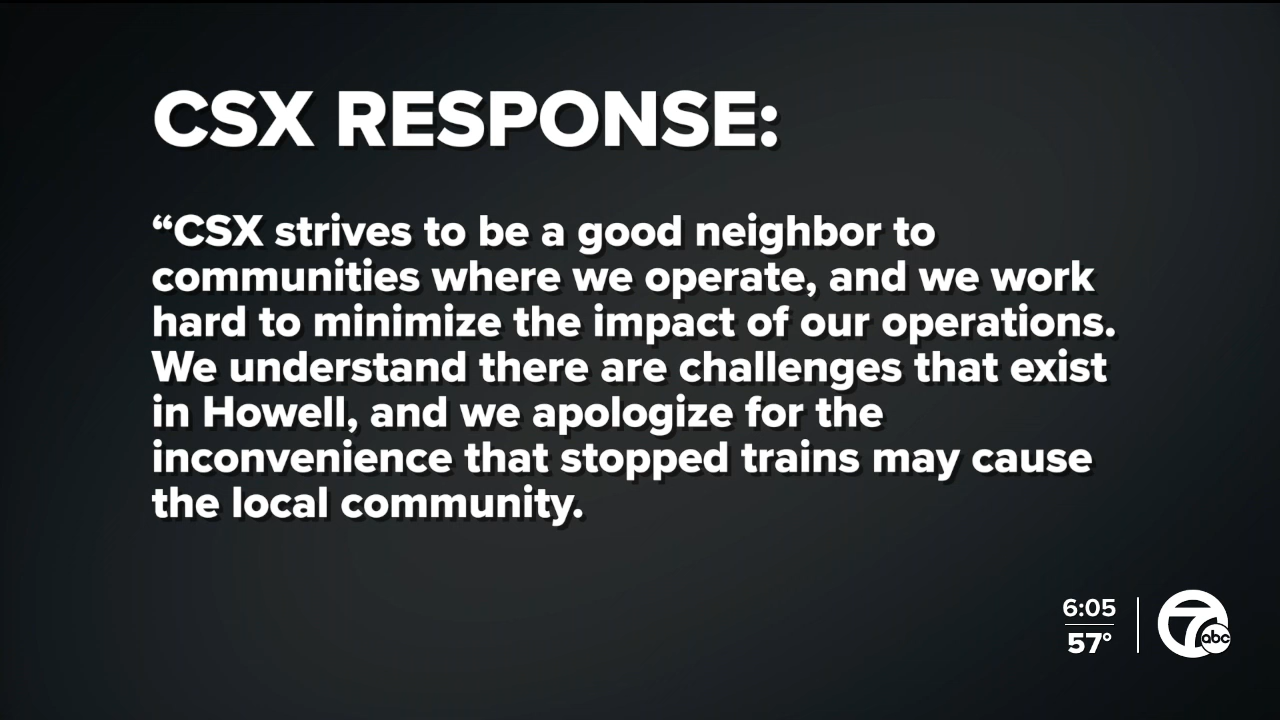 CSX RESPONSE:
“CSX strives to be a good neighbor to
communities where we operate, and we work
hard to minimize the impact of our operations.
We understand there are challenges that exist
in Howell, and we apologize for the
inconvenience that stopped trains may cause
the local community.
6:05
57°
7
abc